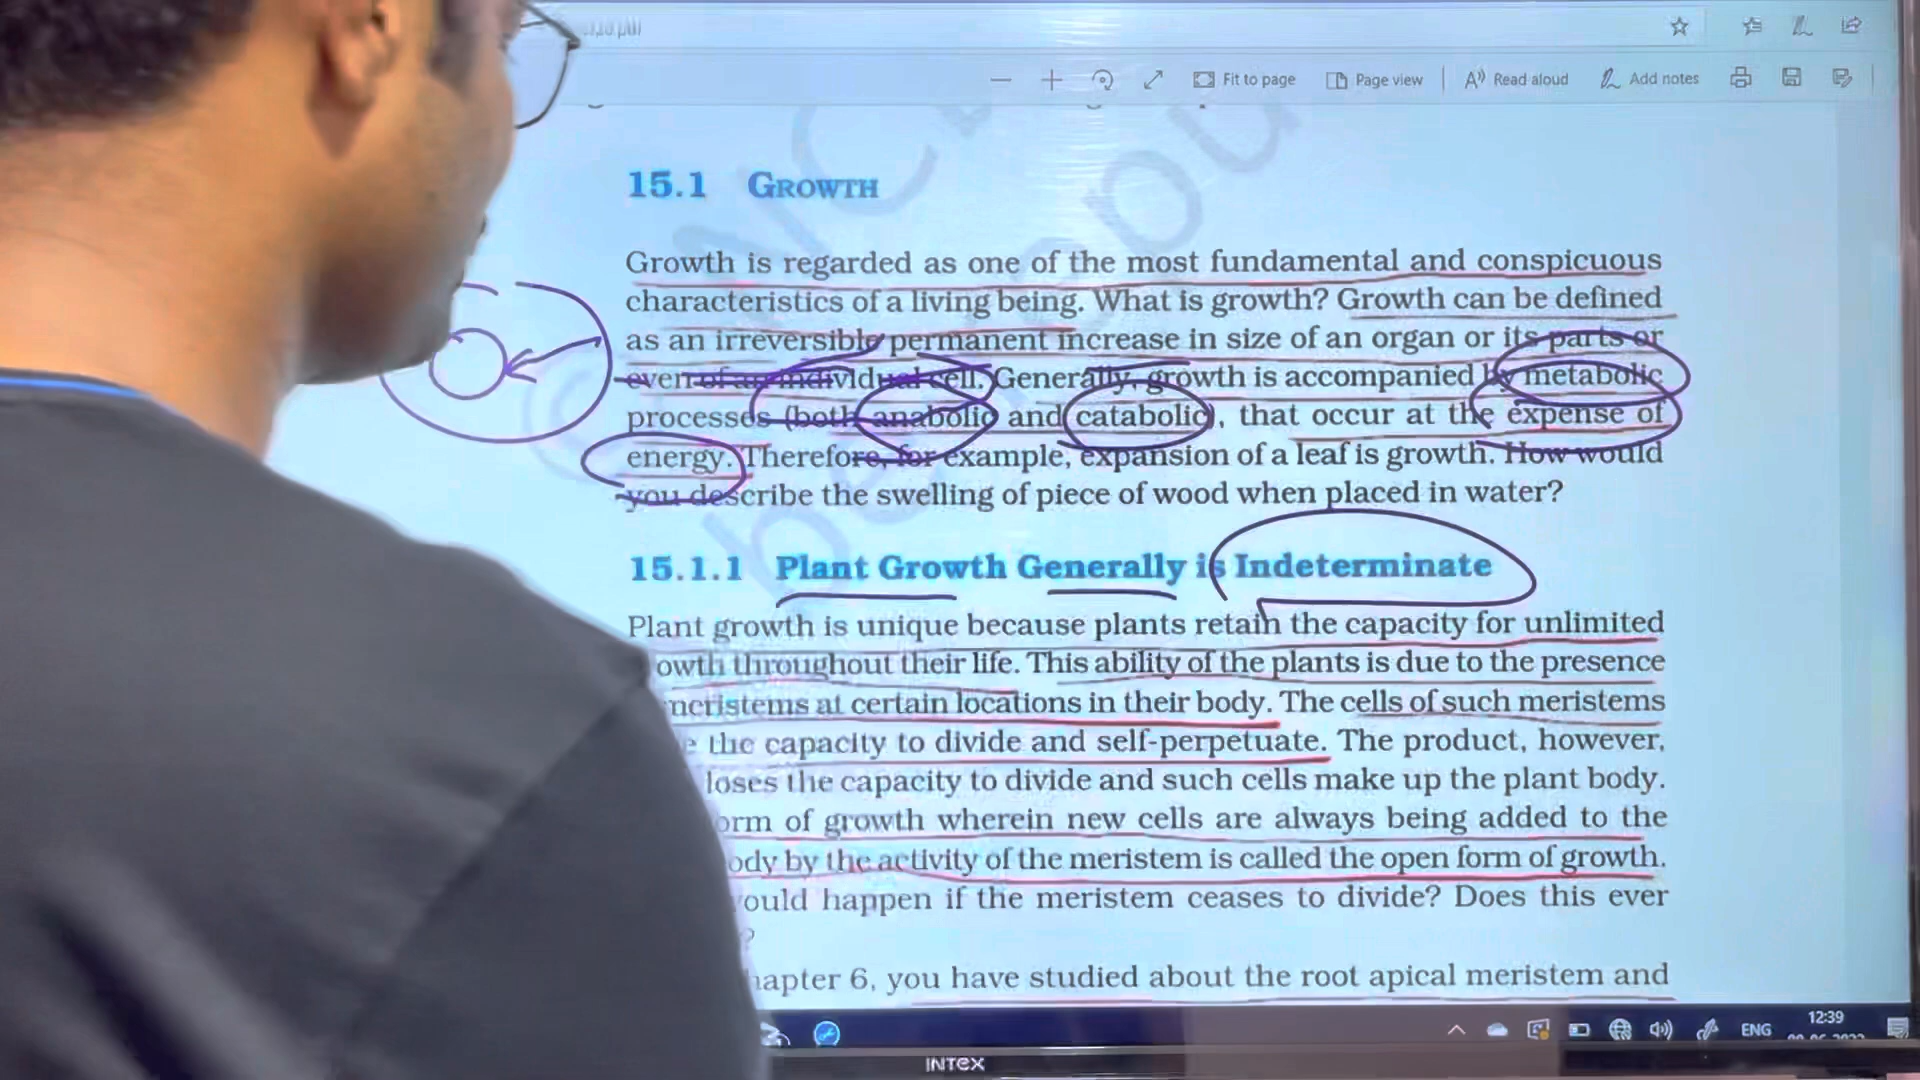 Fit to page Page view Read aloud Add notes
15.1 GROWTH
Growth is regarded as one of the most fundamental and conspicuous
characteristics of a living being. What is growth? Growth can be defined
as an irreversible permanent increase in size of an organ or its parts or
even of an individual cell. Generally, growth is accompanied by metabolic
processes (both anabolic and catabolic), that occur at the expense of
energy. Therefore, for example, expansion of a leaf is growth. How would
you describe the swelling of piece of wood when placed in water?
15.1.1 Plant Growth Generally is Indeterminate
Plant growth is unique because plants retain the capacity for unlimited
owth throughout their life. This ability of the plants is due to the presence
meristems at certain locations in their body. The cells of such meristems
e the capacity to divide and self-perpetuate. The product, however,
loses the capacity to divide and such cells make up the plant body.
orm of growth wherein new cells are always being added to the
ody by the activity of the meristem is called the open form of growth.
ould happen if the meristem ceases to divide? Does this ever
?
hapter 6, you have studied about the root apical meristem and
ENG 12:39
INTEX